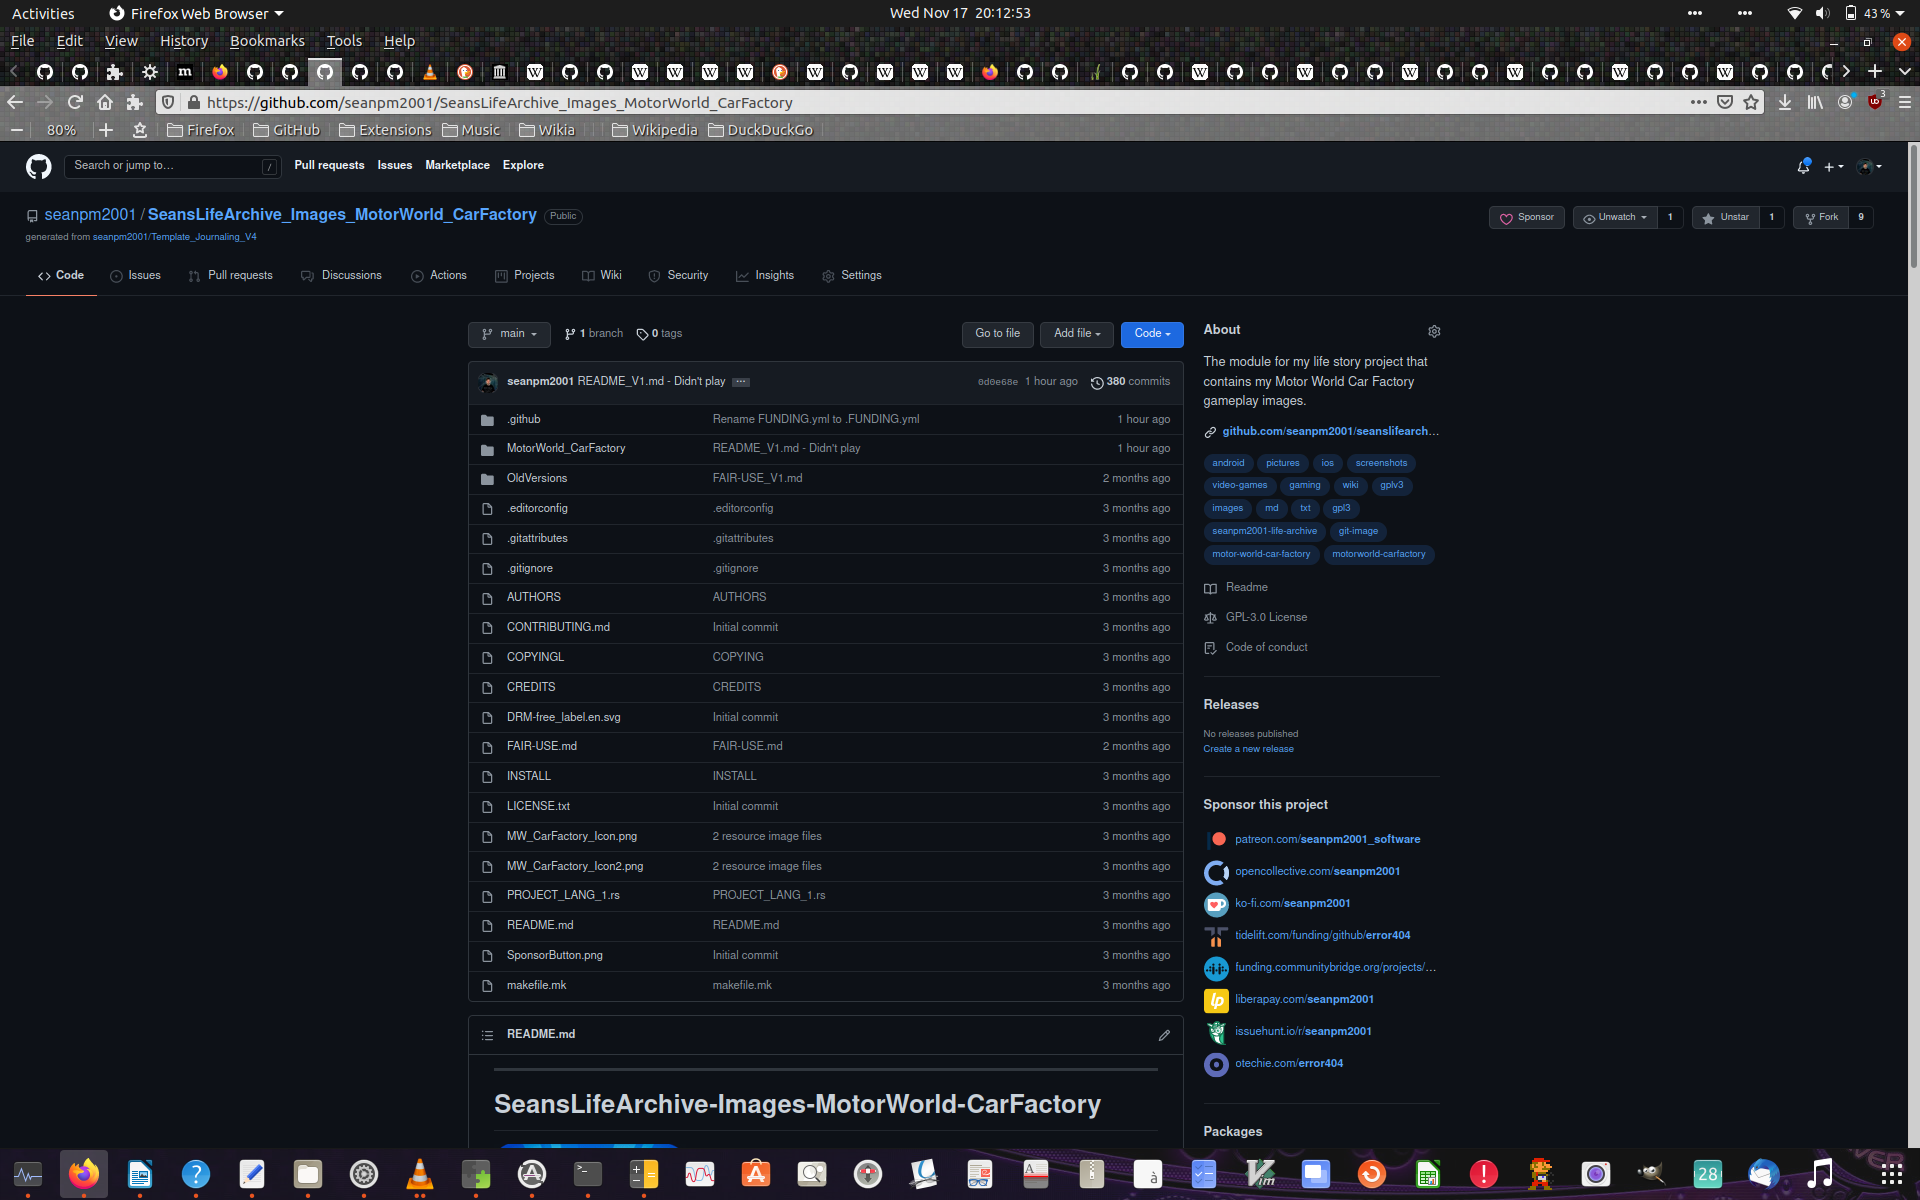 Activities
Firefox Web Browser
Wed Nov 17 20:12:53
43 %
File Edit View History Bookmarks Tools Help
https://github.com/seanpm2001/SeansLifeArchive_Images_MotorWorld_CarFactory
80%
Firefox GitHub Extensions Music Wikia Wikipedia DuckDuckGo
Search or jump to…
/
Pull requests Issues Marketplace Explore
seanpm2001 / SeansLifeArchive_Images_MotorWorld_CarFactory Public
Sponsor Unwatch 1 Unstar 1 Fork 9
generated from seanpm2001/Template_Journaling_V4
Code Issues Pull requests Discussions Actions Projects Wiki Security Insights Settings
main 1 branch 0 tags Go to file Add file Code
seanpm2001 README_V1.md - Didn't play ... 0d0e68e 1 hour ago 380 commits
.github Rename FUNDING.yml to .FUNDING.yml 1 hour ago
MotorWorld_CarFactory README_V1.md - Didn't play 1 hour ago
OldVersions FAIR-USE_V1.md 2 months ago
.editorconfig .editorconfig 3 months ago
.gitattributes .gitattributes 3 months ago
.gitignore .gitignore 3 months ago
AUTHORS AUTHORS 3 months ago
CONTRIBUTING.md Initial commit 3 months ago
COPYINGL COPYING 3 months ago
CREDITS CREDITS 3 months ago
DRM-free_label.en.svg Initial commit 3 months ago
FAIR-USE.md FAIR-USE.md 2 months ago
INSTALL INSTALL 3 months ago
LICENSE.txt Initial commit 3 months ago
MW_CarFactory_Icon.png 2 resource image files 3 months ago
MW_CarFactory_Icon2.png 2 resource image files 3 months ago
PROJECT_LANG_1.rs PROJECT_LANG_1.rs 3 months ago
README.md README.md 3 months ago
SponsorButton.png Initial commit 3 months ago
makefile.mk makefile.mk 3 months ago
README.md
SeansLifeArchive-Images-MotorWorld-CarFactory
About
The module for my life story project that
contains my Motor World Car Factory
gameplay images.
github.com/seanpm2001/seanslifearch...
android pictures ios screenshots
video-games gaming wiki gplv3
images md txt gpl3
seanpm2001-life-archive git-image
motor-world-car-factory motorworld-carfactory
Readme
GPL-3.0 License
Code of conduct
Releases
No releases published
Create a new release
Sponsor this project
patreon.com/seanpm2001_software
opencollective.com/seanpm2001
ko-fi.com/seanpm2001
tidelift.com/funding/github/error404
funding.communitybridge.org/projects/...
liberapay.com/seanpm2001
issuehunt.io/r/seanpm2001
otechie.com/error404
Packages
28